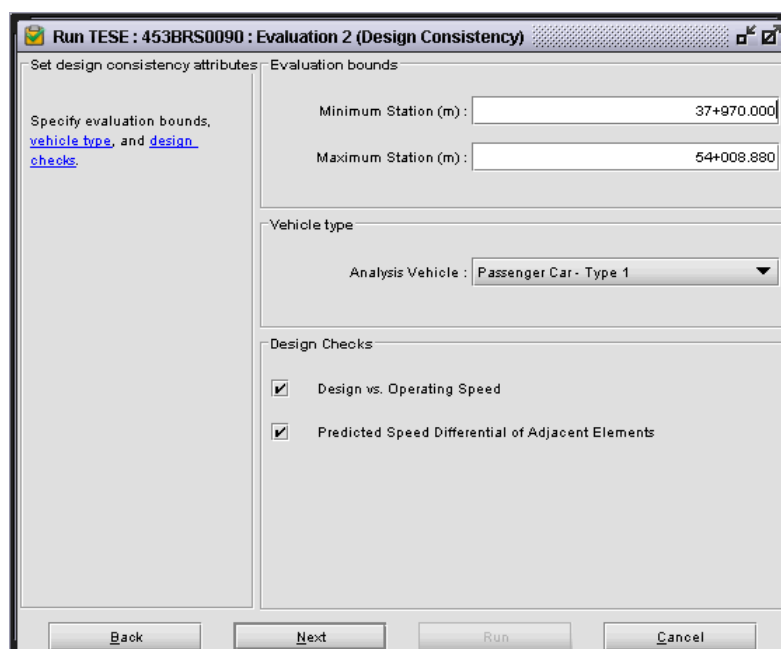 Run TESE : 453BRS0090 : Evaluation 2 (Design Consistency)
Set design consistency attributes
Specify evaluation bounds,
vehicle type, and design
checks.
Evaluation bounds
Minimum Station (m) : 37+970.000
Maximum Station (m) : 54+008.880
Vehicle type
Analysis Vehicle : Passenger Car - Type 1
Design Checks
Design vs. Operating Speed
Predicted Speed Differential of Adjacent Elements
Back Next Run Cancel